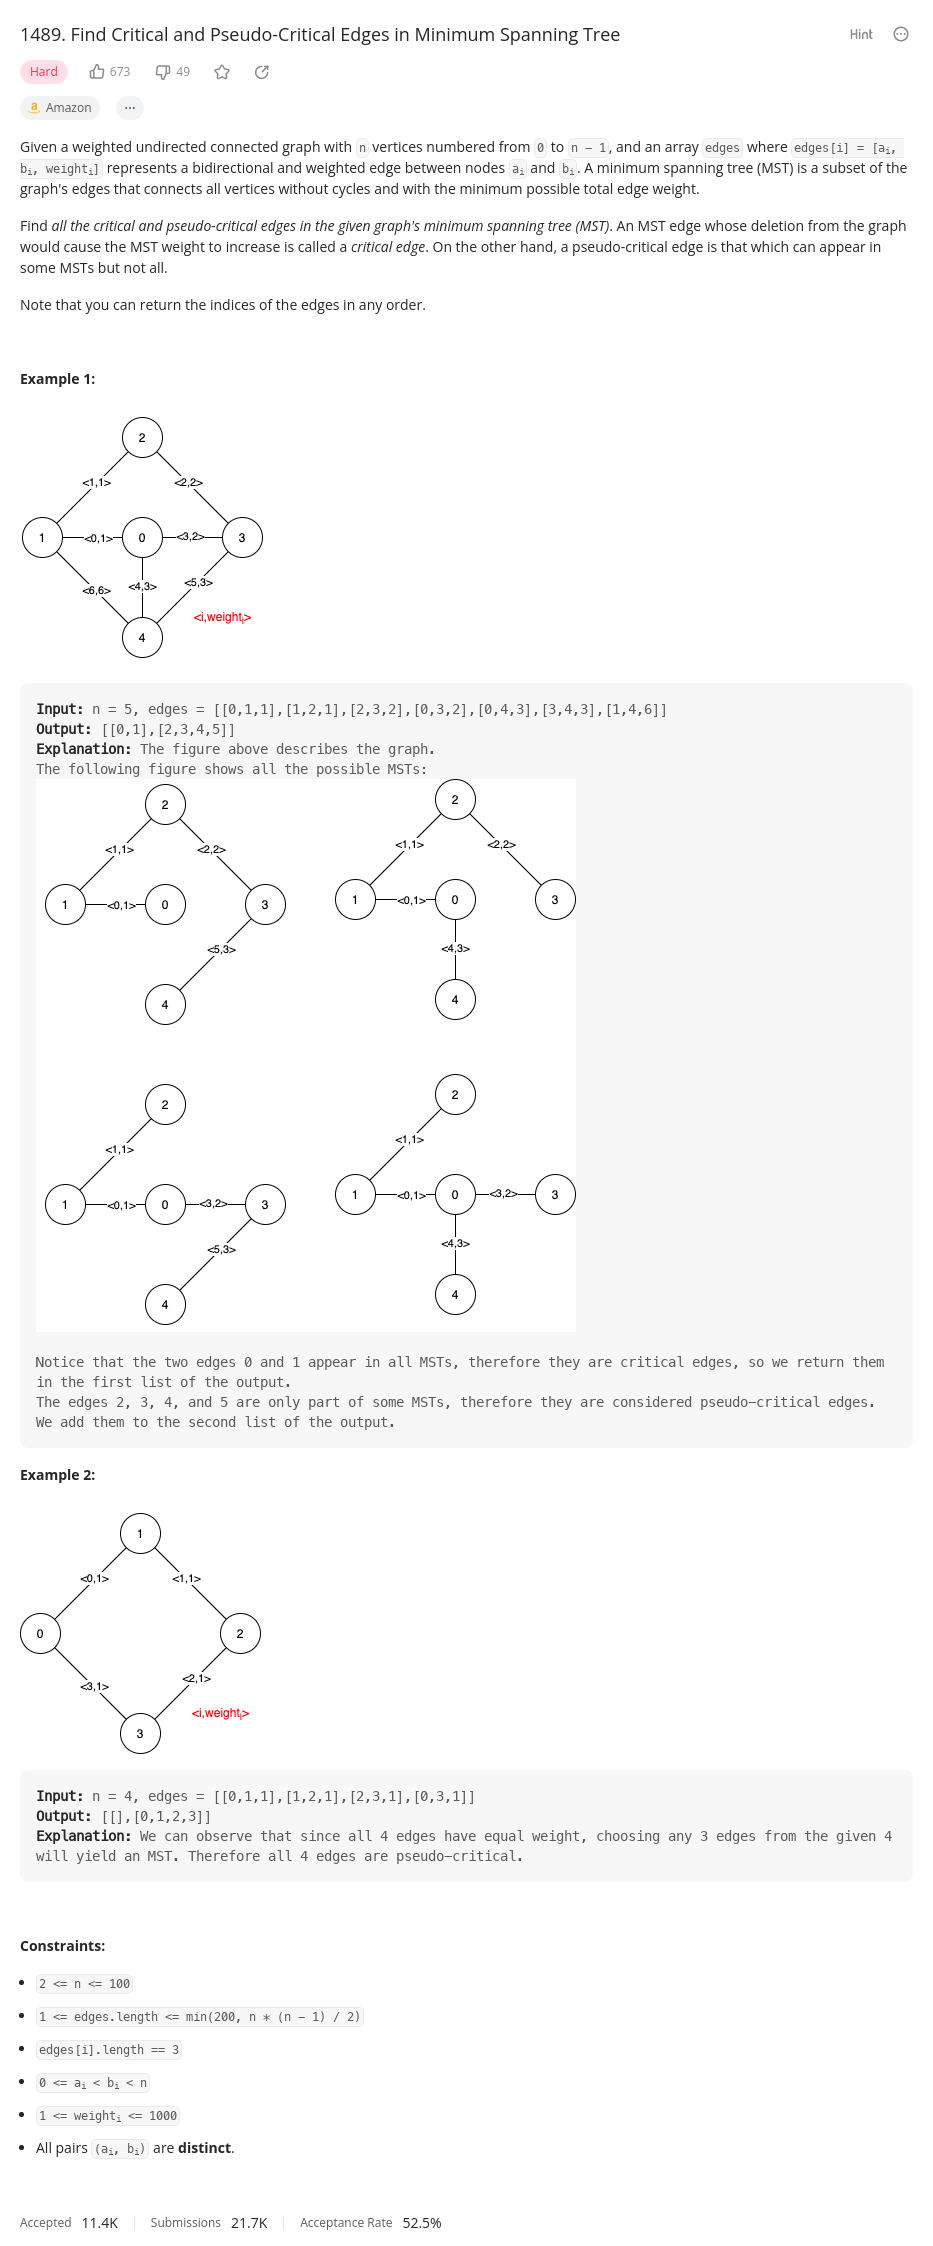 1489. Find Critical and Pseudo-Critical Edges in Minimum Spanning Tree
Hint
Hard 673 49
a Amazon ...
Given a weighted undirected connected graph with n vertices numbered from 0 to n - 1, and an array edges where edges[i] = [aᵢ,
bᵢ, weightᵢ] represents a bidirectional and weighted edge between nodes aᵢ and bᵢ. A minimum spanning tree (MST) is a subset of the
graph's edges that connects all vertices without cycles and with the minimum possible total edge weight.
Find all the critical and pseudo-critical edges in the given graph's minimum spanning tree (MST). An MST edge whose deletion from the graph
would cause the MST weight to increase is called a critical edge. On the other hand, a pseudo-critical edge is that which can appear in
some MSTs but not all.
Note that you can return the indices of the edges in any order.
Example 1:
2
<1,1> <2,2>
1 <0,1> 0 <3,2> 3
<6,6> <4,3> <5,3>
<i,weightᵢ>
4
Input: n = 5, edges = [[0,1,1],[1,2,1],[2,3,2],[0,3,2],[0,4,3],[3,4,3],[1,4,6]]
Output: [[0,1],[2,3,4,5]]
Explanation: The figure above describes the graph.
The following figure shows all the possible MSTs:
2 2
<1,1> <2,2> <1,1> <2,2>
1 <0,1> 0 3 1 <0,1> 0 3
<5,3> <4,3>
4 4
2 2
<1,1> <1,1>
1 <0,1> 0 <3,2> 3 1 <0,1> 0 <3,2> 3
<5,3> <4,3>
4 4
Notice that the two edges 0 and 1 appear in all MSTs, therefore they are critical edges, so we return them
in the first list of the output.
The edges 2, 3, 4, and 5 are only part of some MSTs, therefore they are considered pseudo-critical edges.
We add them to the second list of the output.
Example 2:
1
<0,1> <1,1>
0 2
<3,1> <2,1>
<i,weightᵢ>
3
Input: n = 4, edges = [[0,1,1],[1,2,1],[2,3,1],[0,3,1]]
Output: [[],[0,1,2,3]]
Explanation: We can observe that since all 4 edges have equal weight, choosing any 3 edges from the given 4
will yield an MST. Therefore all 4 edges are pseudo-critical.
Constraints:
• 2 <= n <= 100
• 1 <= edges.length <= min(200, n * (n - 1) / 2)
• edges[i].length == 3
• 0 <= aᵢ < bᵢ < n
• 1 <= weightᵢ <= 1000
• All pairs (aᵢ, bᵢ) are distinct.
Accepted 11.4K Submissions 21.7K Acceptance Rate 52.5%